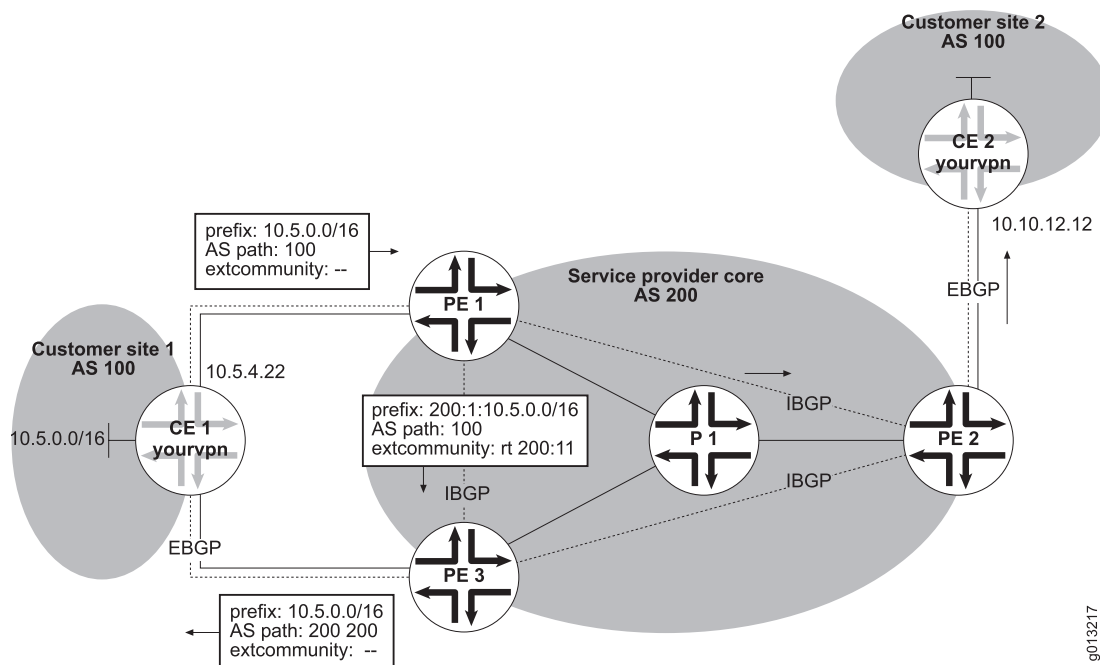 Customer site 2
AS 100
CE 2
yourvpn
10.10.12.12
EBGP
prefix: 10.5.0.0/16
AS path: 100
extcommunity: --
PE 1
Service provider core
AS 200
Customer site 1
AS 100
10.5.4.22
10.5.0.0/16
CE 1
yourvpn
prefix: 200:1:10.5.0.0/16
AS path: 100
extcommunity: rt 200:11
IBGP
P 1
IBGP
PE 2
IBGP
EBGP
PE 3
prefix: 10.5.0.0/16
AS path: 200 200
extcommunity: --
g013217